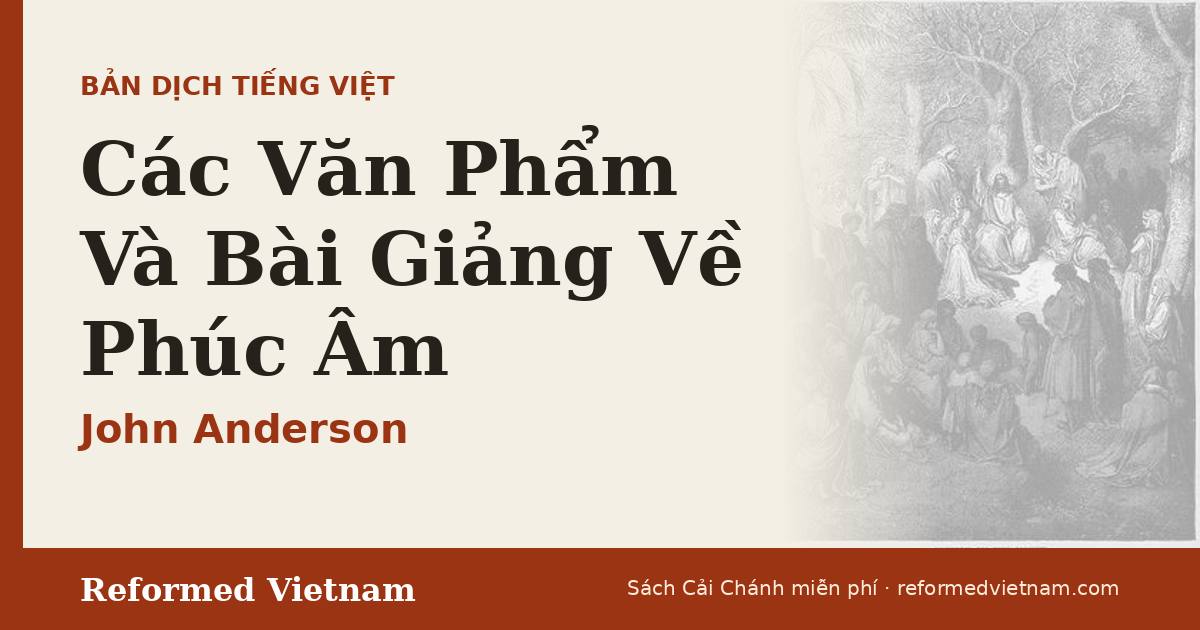 BẢN DỊCH TIẾNG VIỆT
Các Văn Phẩm
Và Bài Giảng Về
Phúc Âm
John Anderson
Reformed Vietnam
Sách Cải Chánh miễn phí · reformedvietnam.com